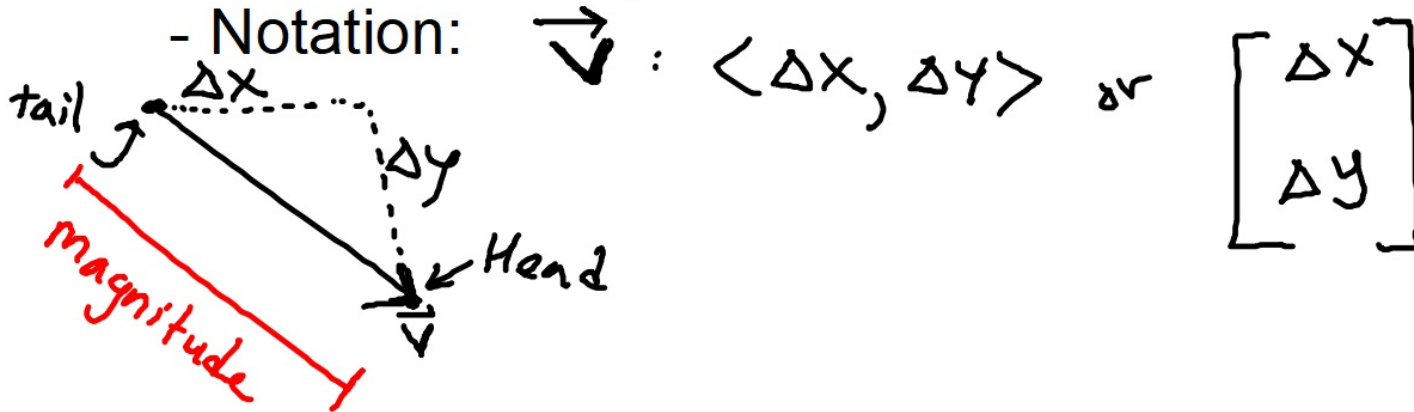 - Notation: V⃗ : <ΔX, ΔY> or [ΔX
Δy]
ΔX
tail
Δy
Head
V⃗
magnitude